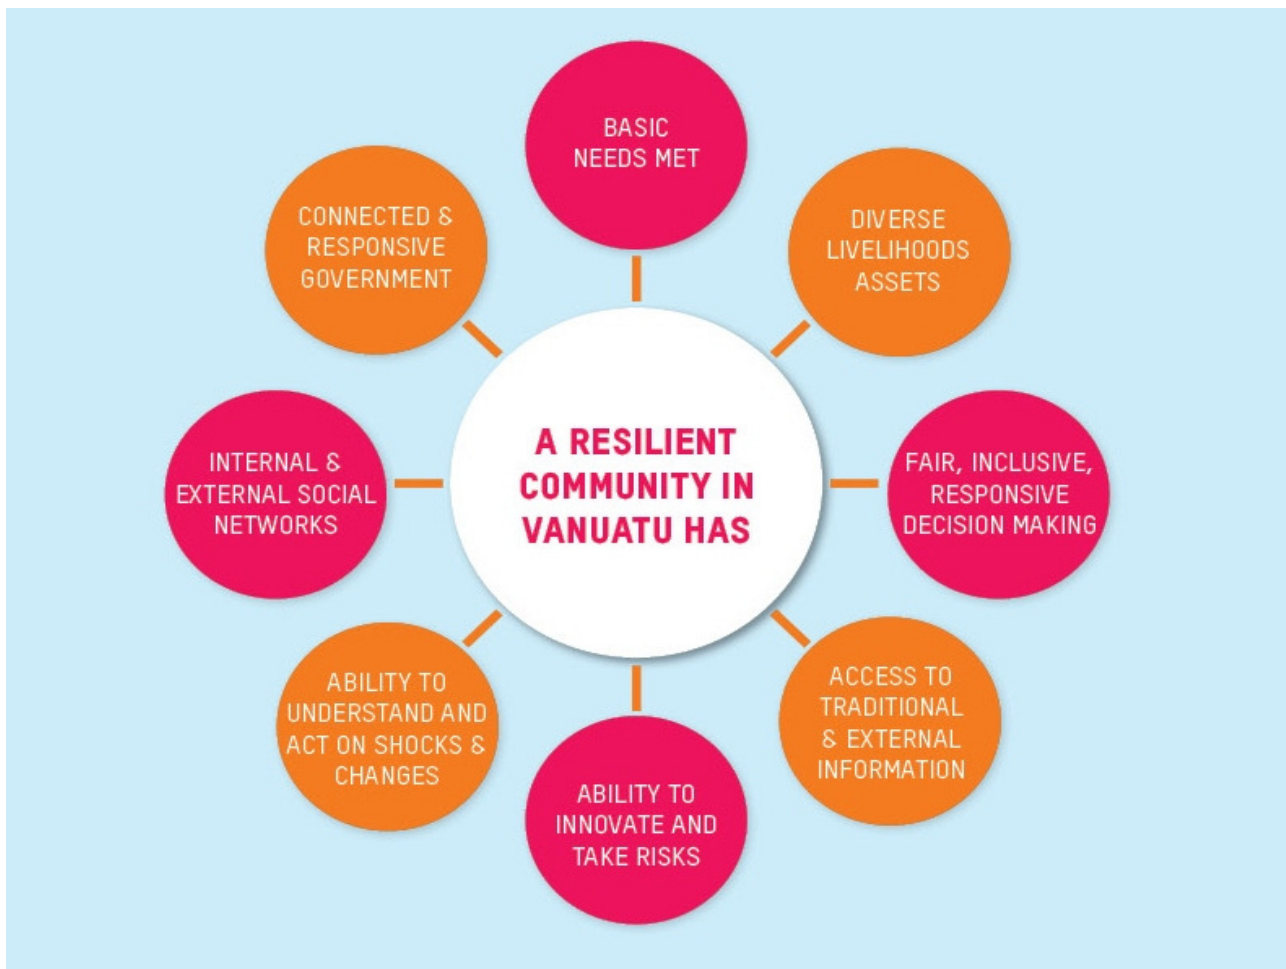 BASIC
NEEDS MET
CONNECTED &
RESPONSIVE
GOVERNMENT
DIVERSE
LIVELIHOODS
ASSETS
A RESILIENT
COMMUNITY IN
VANUATU HAS
INTERNAL &
EXTERNAL SOCIAL
NETWORKS
FAIR, INCLUSIVE,
RESPONSIVE
DECISION MAKING
ABILITY TO
UNDERSTAND AND
ACT ON SHOCKS &
CHANGES
ACCESS TO
TRADITIONAL
& EXTERNAL
INFORMATION
ABILITY TO
INNOVATE AND
TAKE RISKS